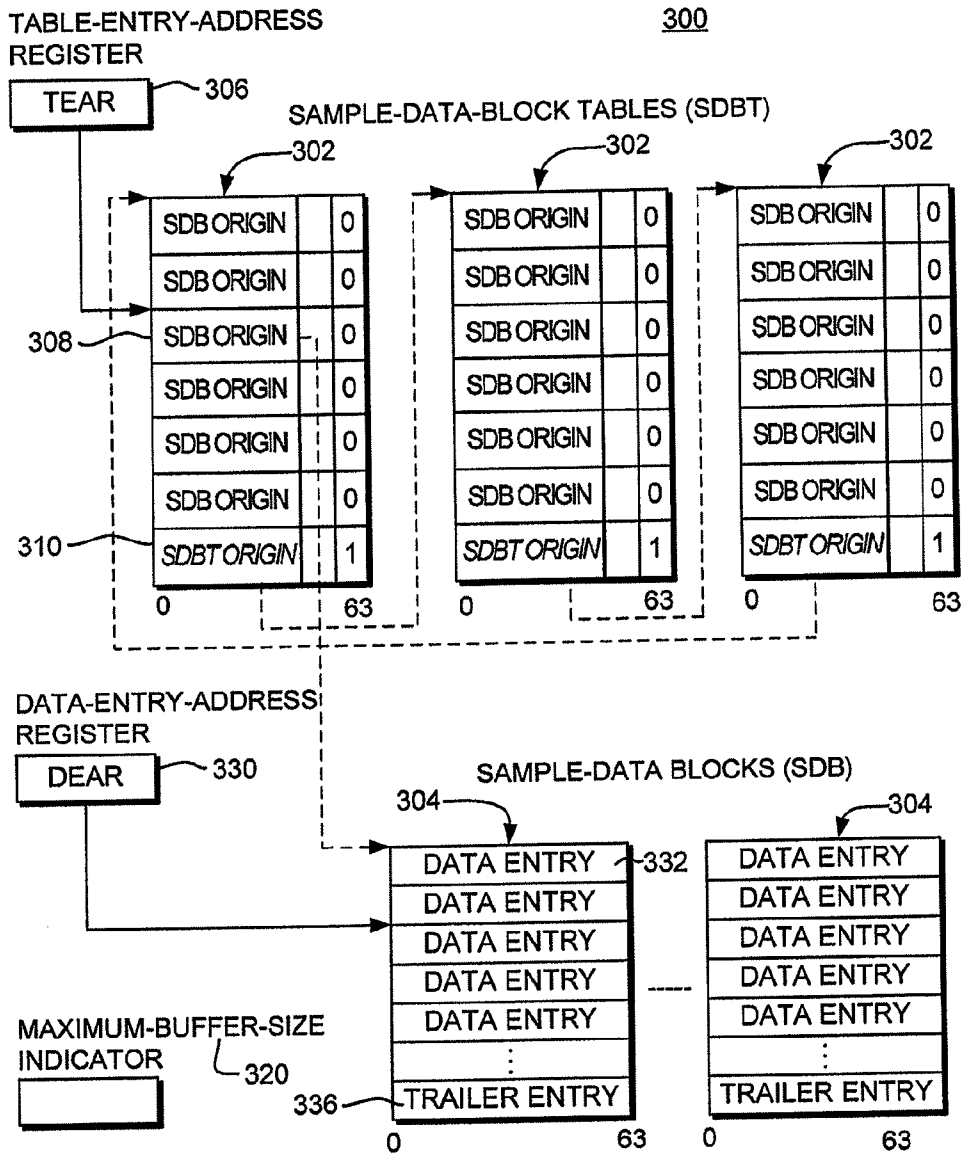 TABLE-ENTRY-ADDRESS
REGISTER
300
TEAR
306
SAMPLE-DATA-BLOCK TABLES (SDBT)
302
302
302
SDB ORIGIN 0
SDB ORIGIN 0
SDB ORIGIN 0
SDB ORIGIN 0
SDB ORIGIN 0
SDB ORIGIN 0
308
SDB ORIGIN 0
SDB ORIGIN 0
SDB ORIGIN 0
SDB ORIGIN 0
SDB ORIGIN 0
SDB ORIGIN 0
SDB ORIGIN 0
SDB ORIGIN 0
SDB ORIGIN 0
SDB ORIGIN 0
SDB ORIGIN 0
SDB ORIGIN 0
310
SDBT ORIGIN 1
SDBT ORIGIN 1
SDBT ORIGIN 1
0 63
0 63
0 63
DATA-ENTRY-ADDRESS
REGISTER
DEAR
330
SAMPLE-DATA BLOCKS (SDB)
304
304
DATA ENTRY
332
DATA ENTRY
DATA ENTRY
DATA ENTRY
DATA ENTRY
DATA ENTRY
DATA ENTRY
DATA ENTRY
DATA ENTRY
DATA ENTRY
MAXIMUM-BUFFER-SIZE
INDICATOR
320
336
TRAILER ENTRY
TRAILER ENTRY
0 63
0 63